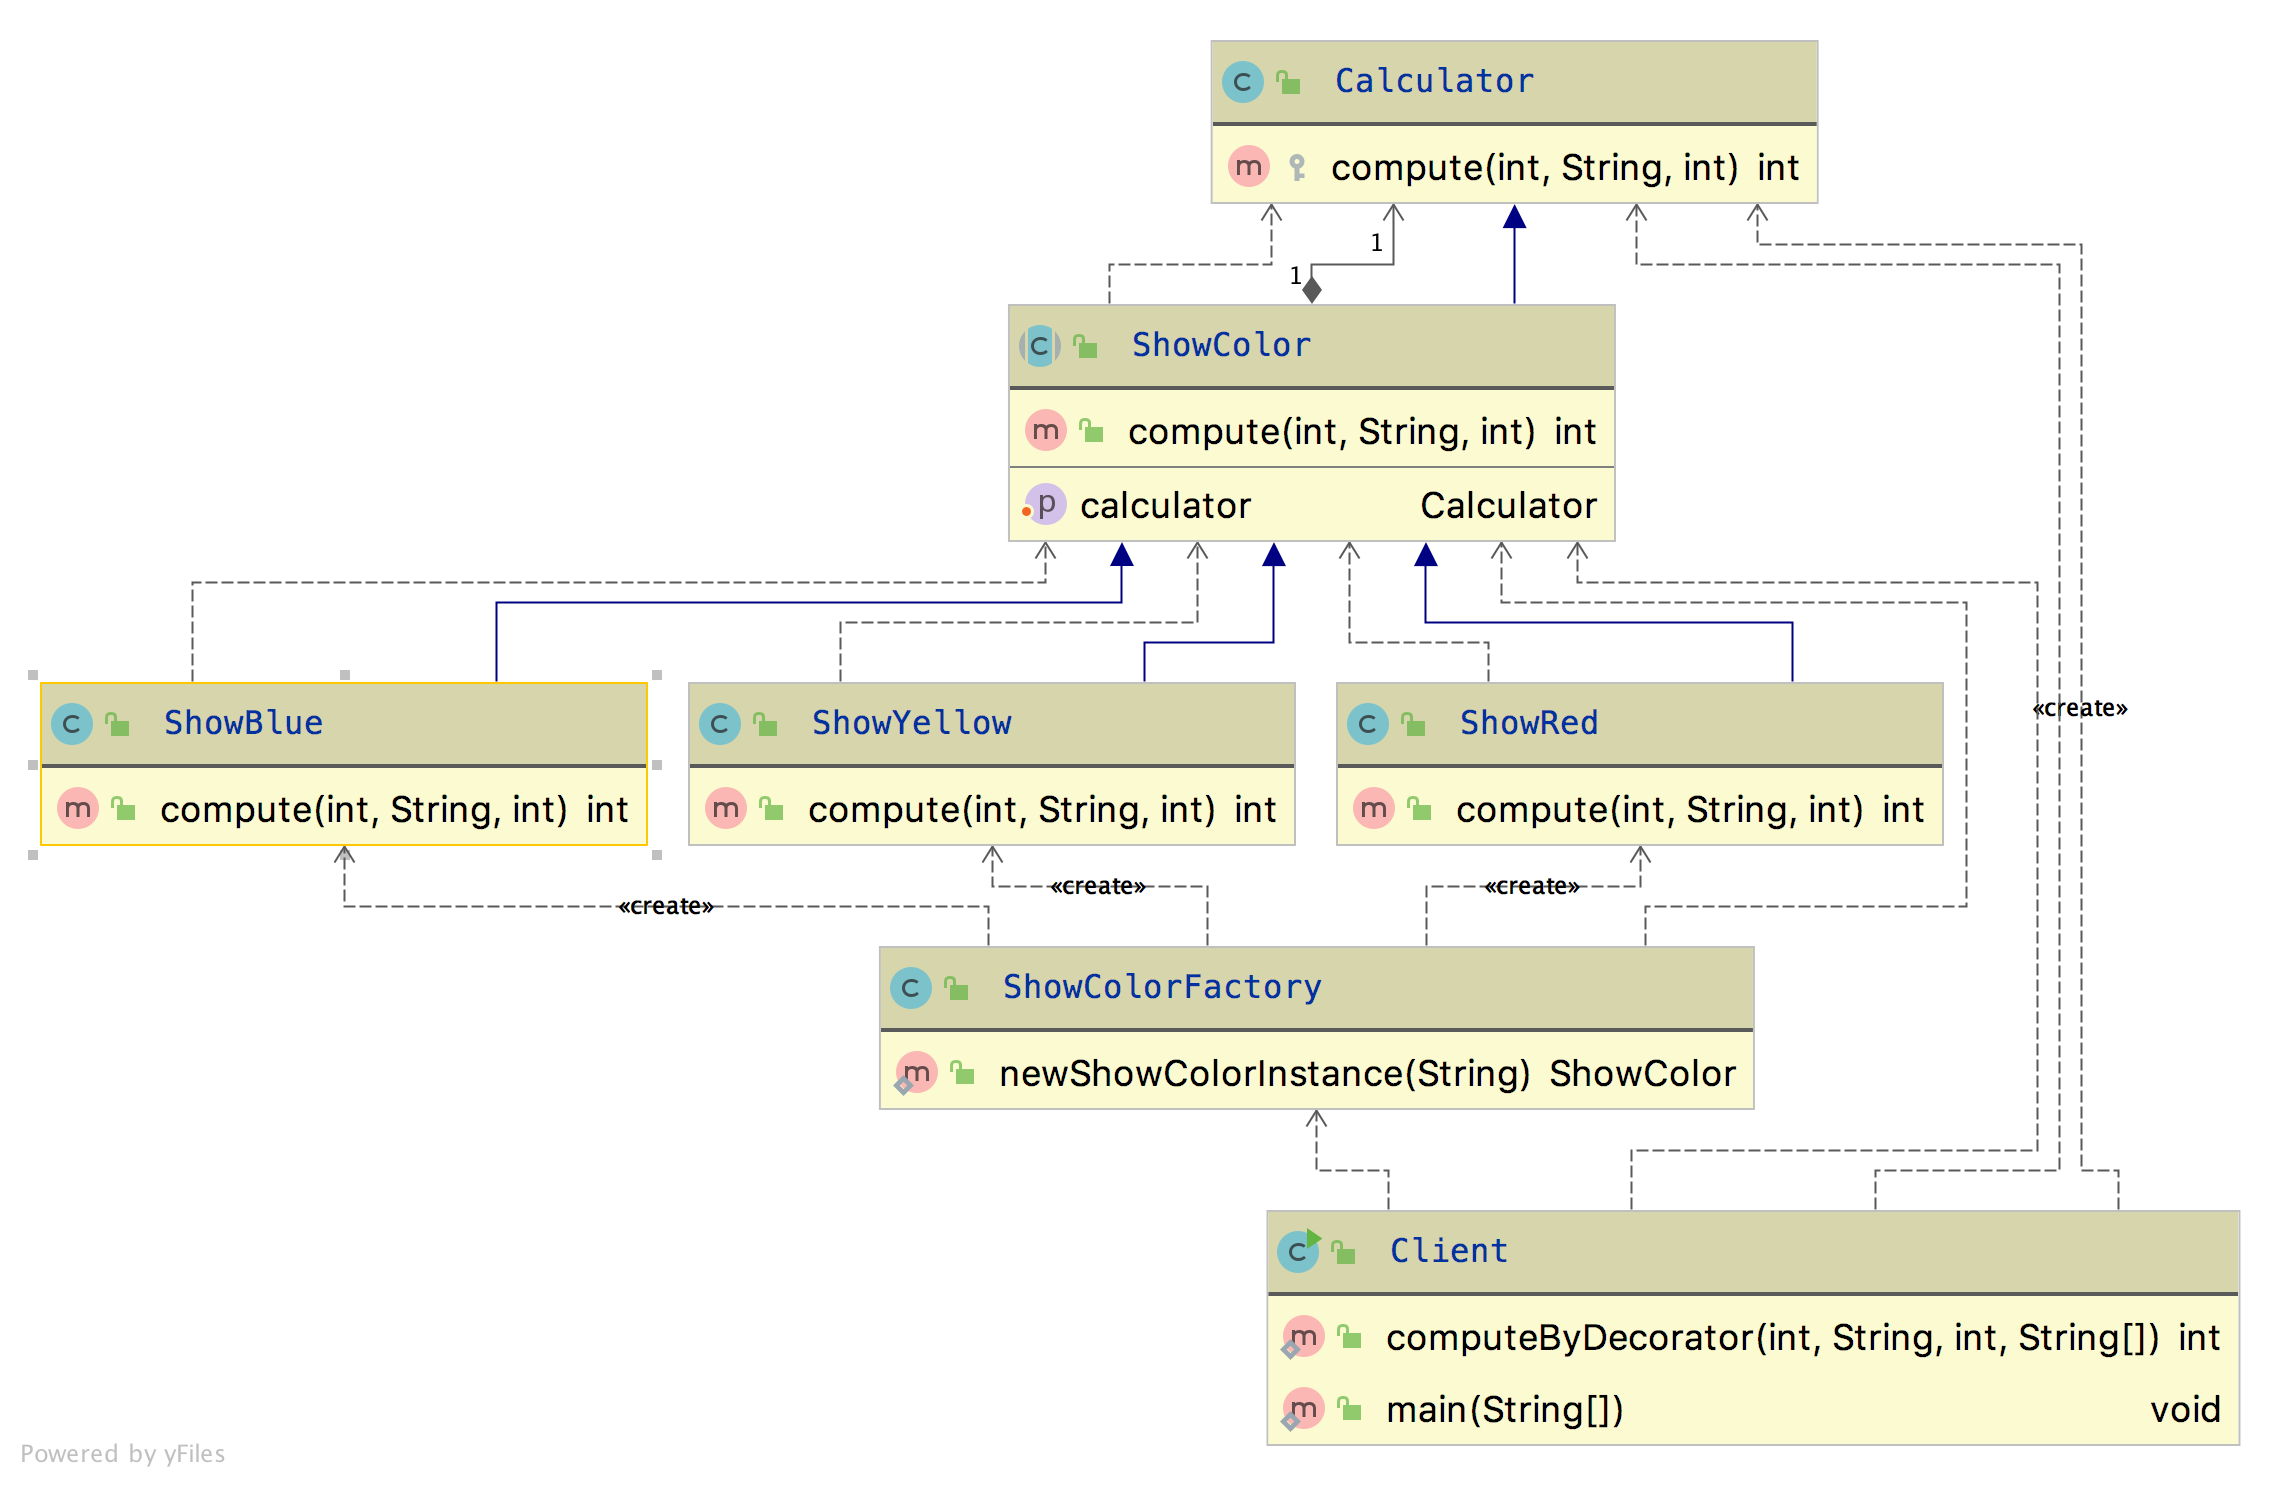 Calculator
compute(int, String, int) int
1
1
ShowColor
compute(int, String, int) int
calculator Calculator
«create»
ShowBlue
compute(int, String, int) int
ShowYellow
compute(int, String, int) int
ShowRed
compute(int, String, int) int
«create»
«create»
«create»
ShowColorFactory
newShowColorInstance(String) ShowColor
Client
computeByDecorator(int, String, int, String[]) int
main(String[]) void
Powered by yFiles